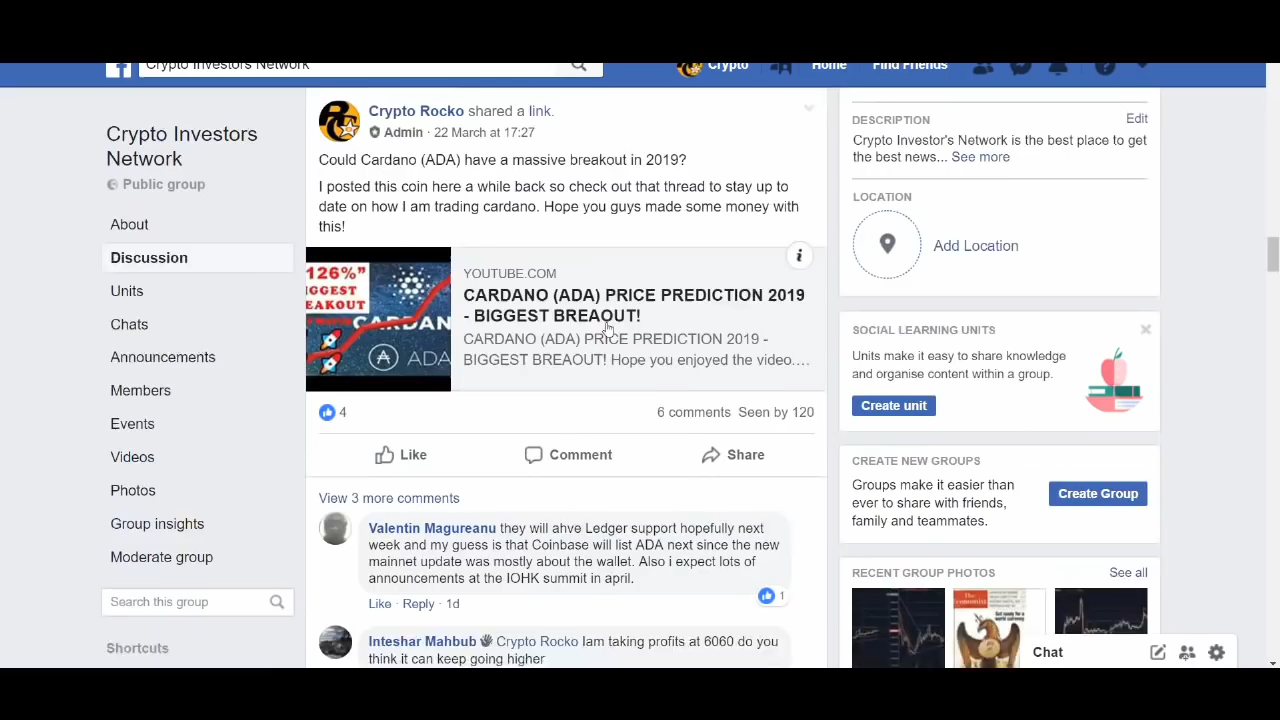 Crypto Investors Network
Crypto
Home
Find Friends
Crypto Investors
Network
Public group
About
Discussion
Units
Chats
Announcements
Members
Events
Videos
Photos
Group insights
Moderate group
Search this group
Shortcuts
Crypto Rocko shared a link.
Admin · 22 March at 17:27
Could Cardano (ADA) have a massive breakout in 2019?
I posted this coin here a while back so check out that thread to stay up to
date on how I am trading cardano. Hope you guys made some money with
this!
126%"
IGGEST
EAKOUT
CARDAN
ADA
YOUTUBE.COM
CARDANO (ADA) PRICE PREDICTION 2019
- BIGGEST BREAOUT!
CARDANO (ADA) PRICE PREDICTION 2019 -
BIGGEST BREAOUT! Hope you enjoyed the video....
4
6 comments Seen by 120
Like
Comment
Share
View 3 more comments
Valentin Magureanu they will ahve Ledger support hopefully next
week and my guess is that Coinbase will list ADA next since the new
mainnet update was mostly about the wallet. Also i expect lots of
announcements at the IOHK summit in april.
1
Like · Reply · 1d
Inteshar Mahbub Crypto Rocko Iam taking profits at 6060 do you
think it can keep going higher
DESCRIPTION
Edit
Crypto Investor's Network is the best place to get
the best news... See more
LOCATION
Add Location
SOCIAL LEARNING UNITS
Units make it easy to share knowledge
and organise content within a group.
Create unit
CREATE NEW GROUPS
Groups make it easier than
ever to share with friends,
family and teammates.
Create Group
RECENT GROUP PHOTOS
See all
Chat